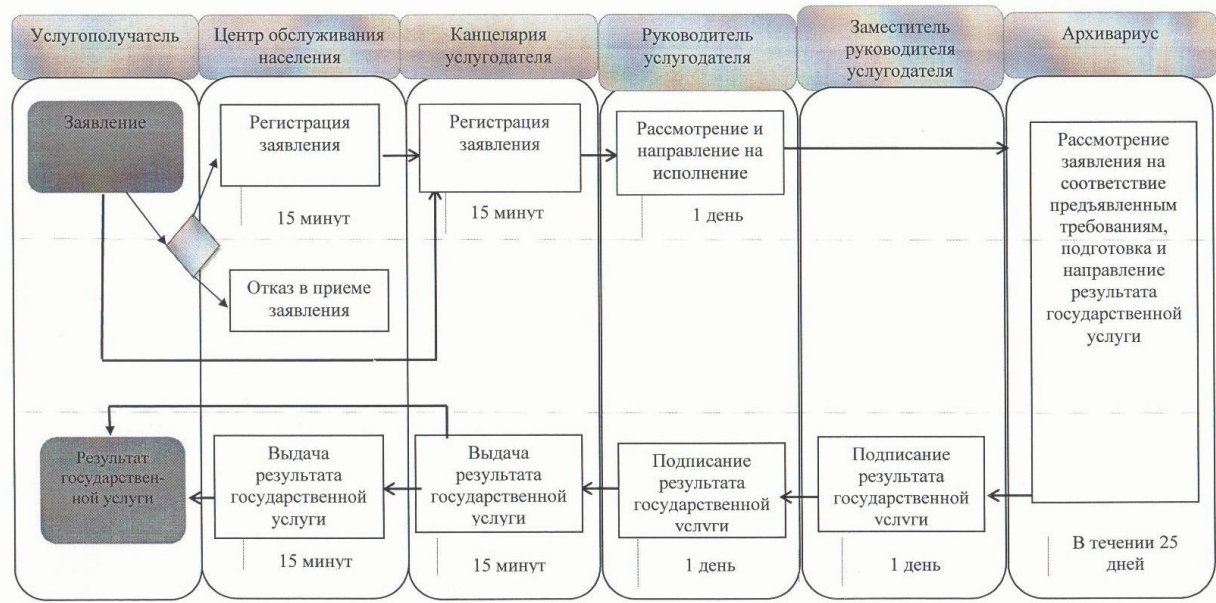 Услугополучатель
Центр обслуживания
населения
Канцелярия
услугодателя
Руководитель
услугодателя
Заместитель
руководителя
услугодателя
Архивариус
Заявление
Регистрация
заявления
15 минут
Отказ в приеме
заявления
Регистрация
заявления
15 минут
Рассмотрение и
направление на
исполнение
1 день
Рассмотрение
заявления на
соответствие
предъявленным
требованиям,
подготовка и
направление
результата
государственной
услуги
В течении 25
дней
Результат
государствен-
ной услуги
Выдача
результата
государственной
услуги
15 минут
Выдача
результата
государственной
услуги
15 минут
Подписание
результата
государственной
услуги
1 день
Подписание
результата
государственной
услуги
1 день